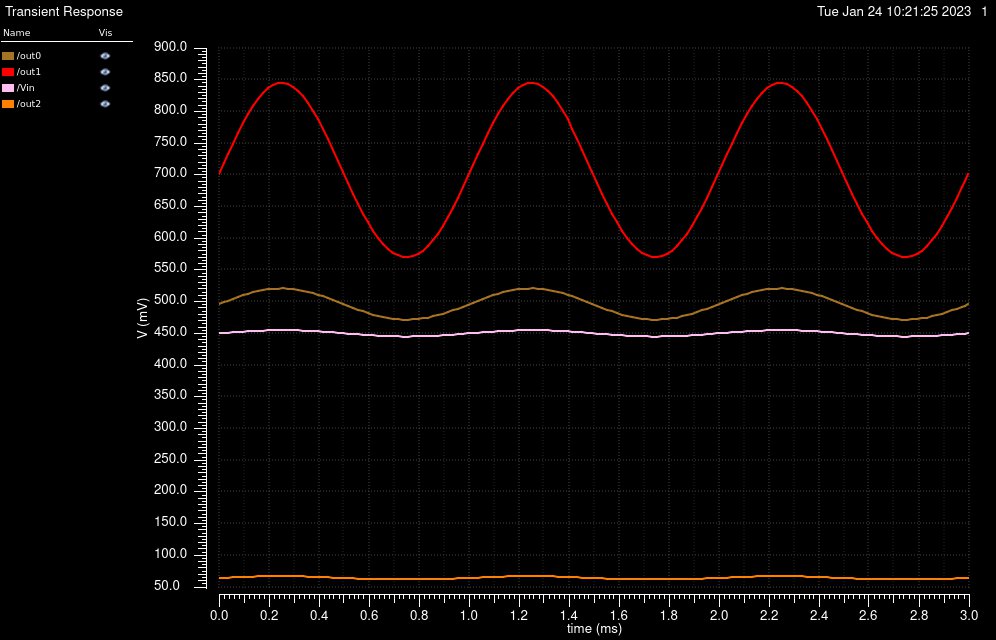 Transient Response
Tue Jan 24 10:21:25 2023 1
Name Vis
/out0
/out1
/Vin
/out2
900.0
850.0
800.0
750.0
700.0
650.0
600.0
550.0
500.0
450.0
400.0
350.0
300.0
250.0
200.0
150.0
100.0
50.0
V (mV)
0.0 0.2 0.4 0.6 0.8 1.0 1.2 1.4 1.6 1.8 2.0 2.2 2.4 2.6 2.8 3.0
time (ms)